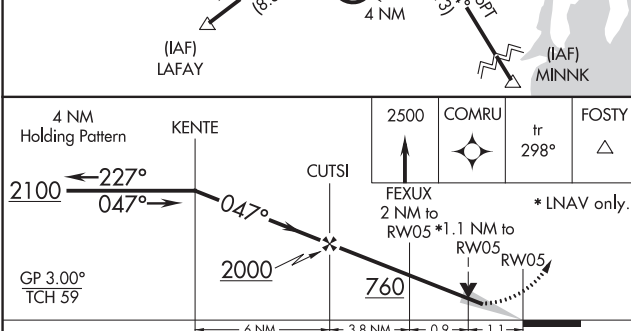 4 NM
(IAF)
LAFAY
(IAF)
MINNK
4 NM
Holding Pattern
KENTE
CUTSI
2500
COMRU
tr
298°
FOSTY
2100
227°
047°
047°
2000
FEXUX
2 NM to
RW05
*1.1 NM to
RW05
RW05
* LNAV only.
760
GP 3.00°
TCH 59
6 NM
3.8 NM
0.9
1.1